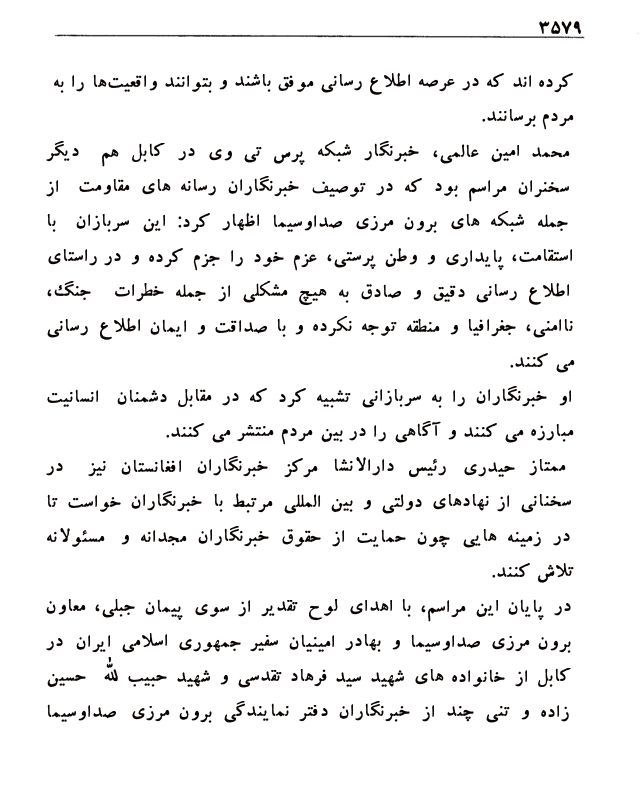 ۳۵۷۹
کرده اند که در عرصه اطلاع رسانی موفق باشند و بتوانند واقعیت‌ها را به
مردم برسانند.
محمد امین عالمی، خبرنگار شبکه پرس تی وی در کابل هم دیگر
سخنران مراسم بود که در توصیف خبرنگاران رسانه های مقاومت از
جمله شبکه های برون مرزی صداوسیما اظهار کرد: این سربازان با
استقامت، پایداری و وطن پرستی، عزم خود را جزم کرده و در راستای
اطلاع رسانی دقیق و صادق به هیچ مشکلی از جمله خطرات جنگ،
ناامنی، جغرافیا و منطقه توجه نکرده و با صداقت و ایمان اطلاع رسانی
می کنند.
او خبرنگاران را به سربازانی تشبیه کرد که در مقابل دشمنان انسانیت
مبارزه می کنند و آگاهی را در بین مردم منتشر می کنند.
ممتاز حیدری رئیس دارالانشا مرکز خبرنگاران افغانستان نیز در
سخنانی از نهادهای دولتی و بین المللی مرتبط با خبرنگاران خواست تا
در زمینه هایی چون حمایت از حقوق خبرنگاران مجدانه و مسئولانه
تلاش کنند.
در پایان این مراسم، با اهدای لوح تقدیر از سوی پیمان جبلی، معاون
برون مرزی صداوسیما و بهادر امینیان سفیر جمهوری اسلامی ایران در
کابل از خانواده های شهید سید فرهاد تقدسی و شهید حبیب لله حسین
زاده و تنی چند از خبرنگاران دفتر نمایندگی برون مرزی صداوسیما